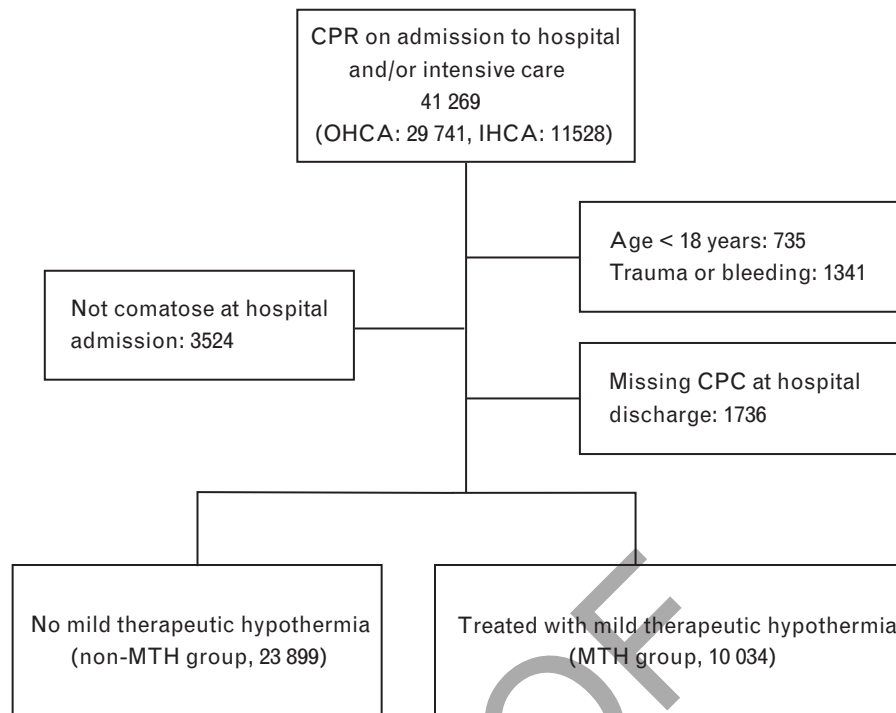 CPR on admission to hospital
and/or intensive care
41 269
(OHCA: 29 741, IHCA: 11528)
Age < 18 years: 735
Trauma or bleeding: 1341
Not comatose at hospital
admission: 3524
Missing CPC at hospital
discharge: 1736
No mild therapeutic hypothermia
(non-MTH group, 23 899)
Treated with mild therapeutic hypothermia
(MTH group, 10 034)
OF